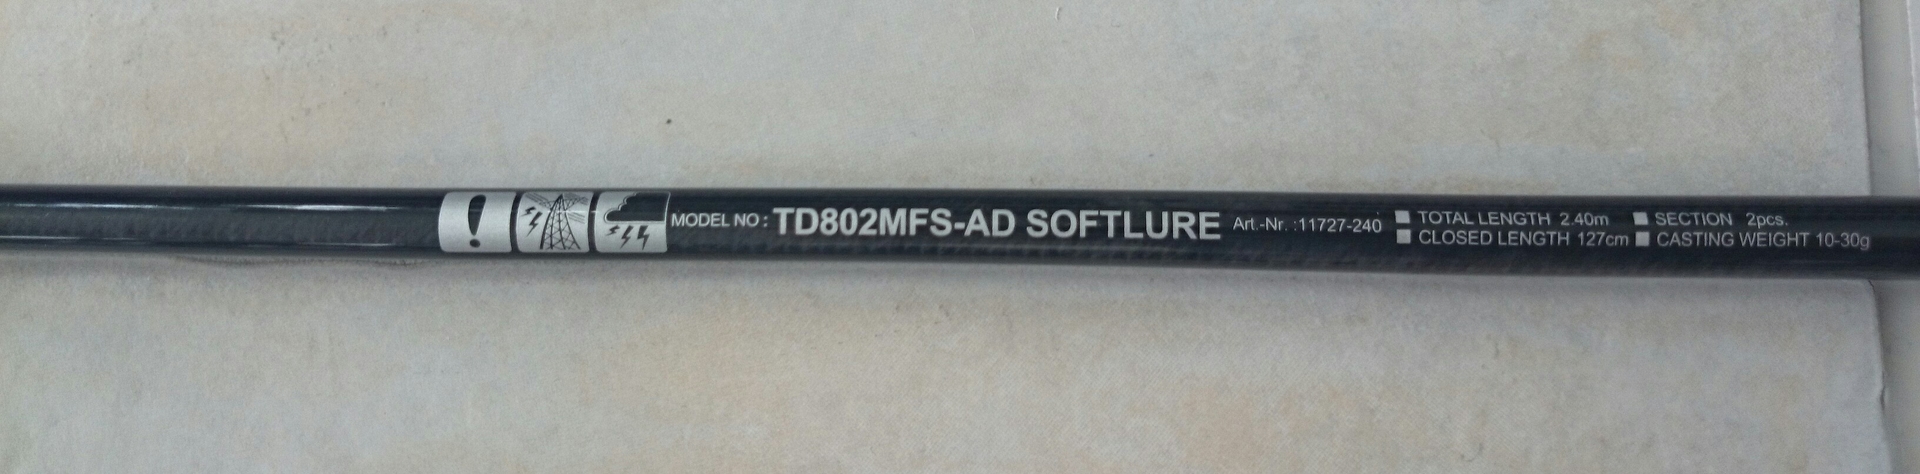 MODEL NO : TD802MFS-AD SOFTLURE Art.-Nr. :11727-240
■ TOTAL LENGTH 2.40m ■ SECTION 2pcs.
■ CLOSED LENGTH 127cm ■ CASTING WEIGHT 10-30g